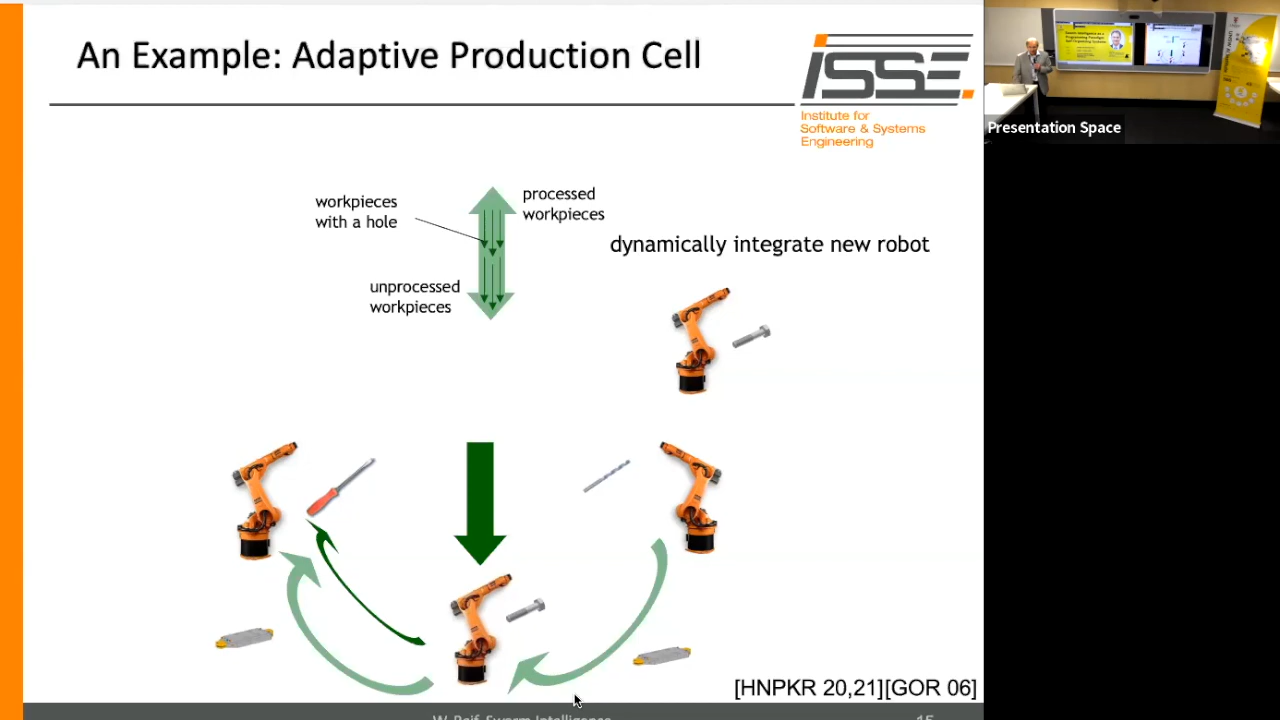 An Example: Adaptive Production Cell
ISSE.
Institute for
Software & Systems
Engineering
Presentation Space
workpieces
with a hole
processed
workpieces
dynamically integrate new robot
unprocessed
workpieces
[HNPKR 20,21][GOR 06]